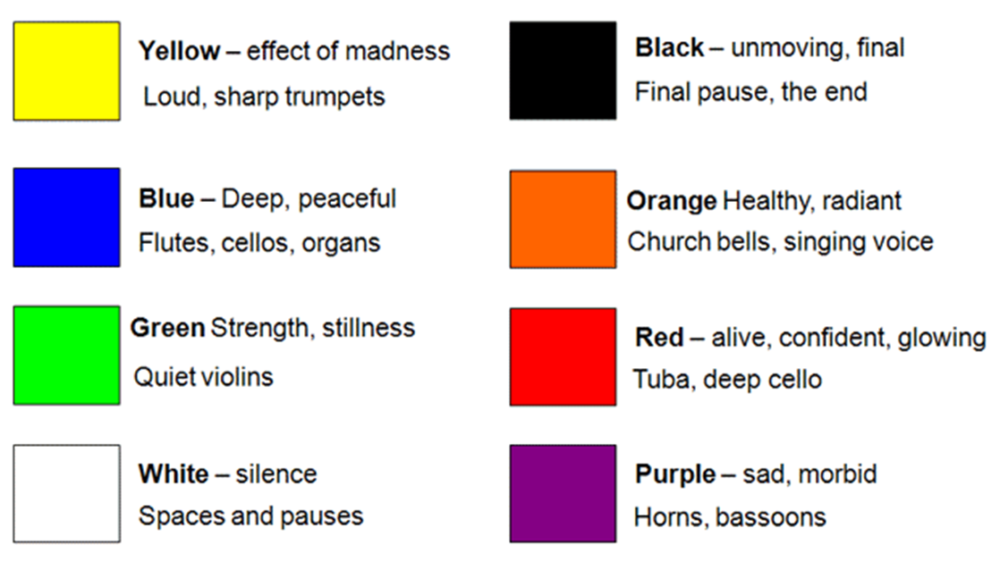 Yellow – effect of madness
Loud, sharp trumpets
Blue – Deep, peaceful
Flutes, cellos, organs
Green Strength, stillness
Quiet violins
White – silence
Spaces and pauses
Black – unmoving, final
Final pause, the end
Orange Healthy, radiant
Church bells, singing voice
Red – alive, confident, glowing
Tuba, deep cello
Purple – sad, morbid
Horns, bassoons